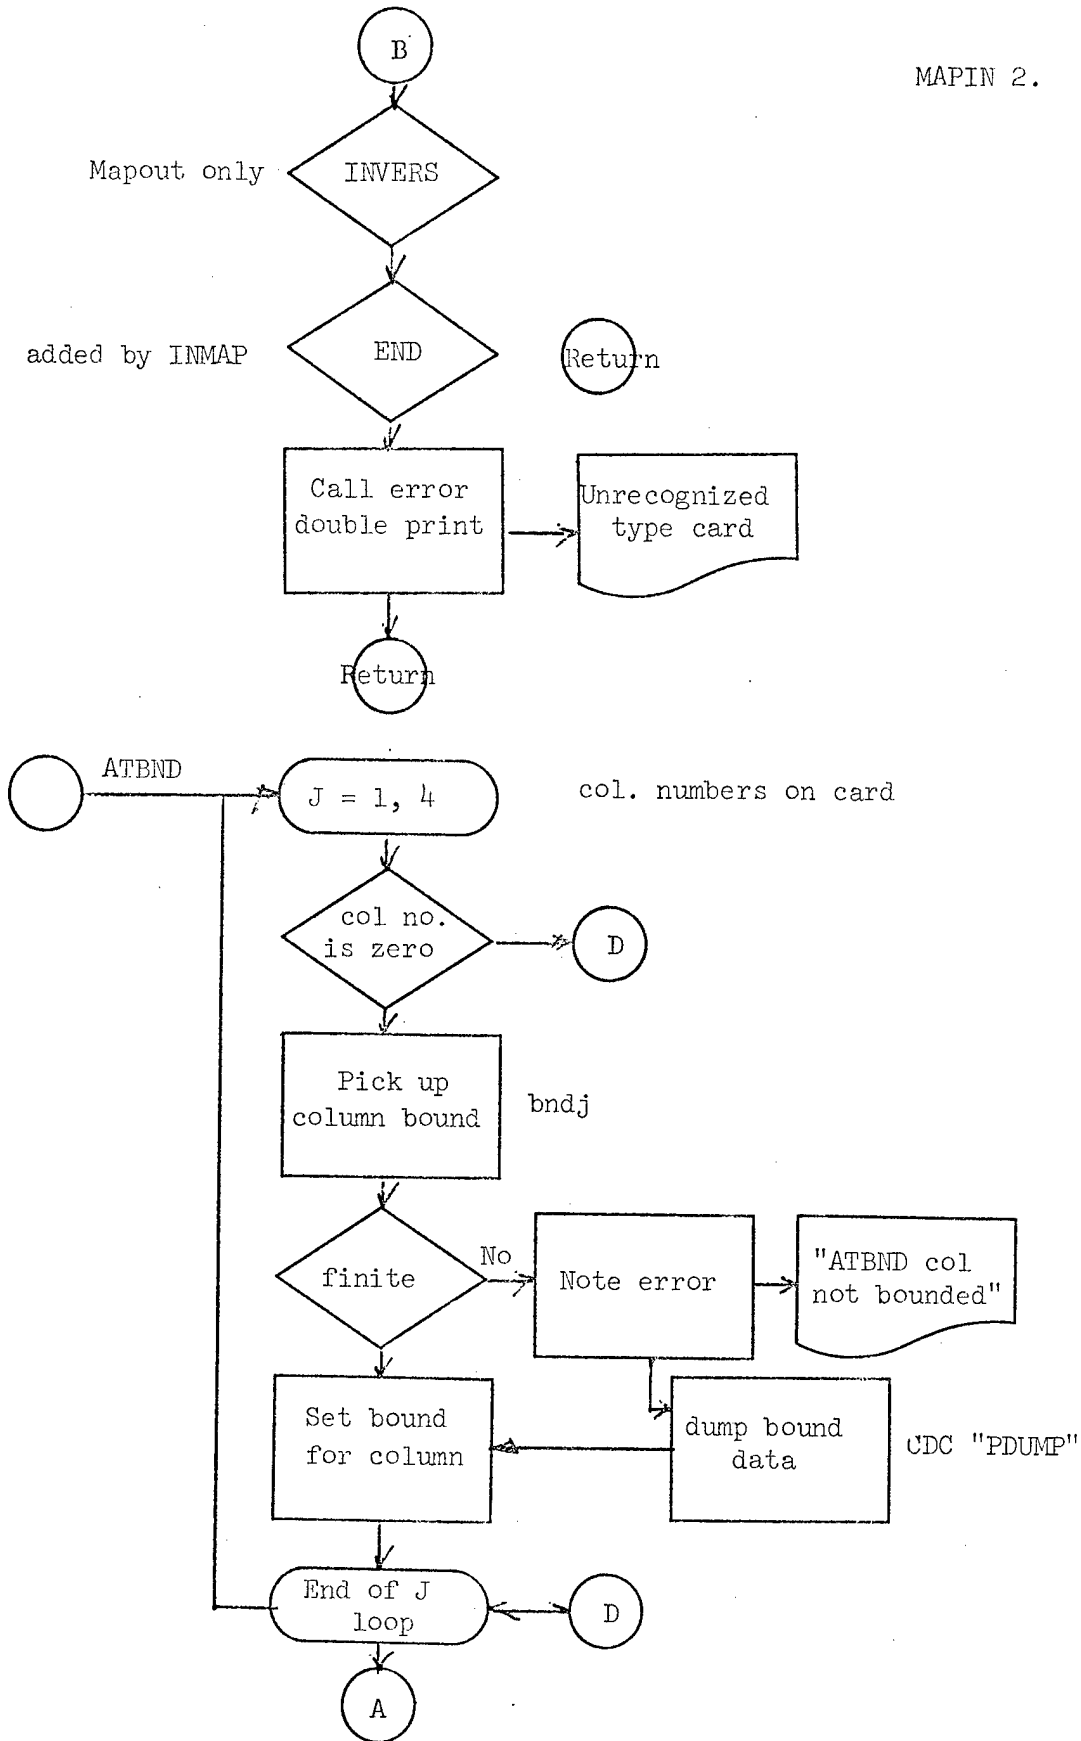 B
MAPIN 2.
Mapout only
INVERS
added by INMAP
END
Return
Call error
double print
Unrecognized
type card
Return
ATBND
J = 1, 4
col. numbers on card
col no.
is zero
D
Pick up
column bound
bndj
finite
No
Note error
"ATBND col
not bounded"
Set bound
for column
dump bound
data
CDC "PDUMP"
End of J
loop
D
A